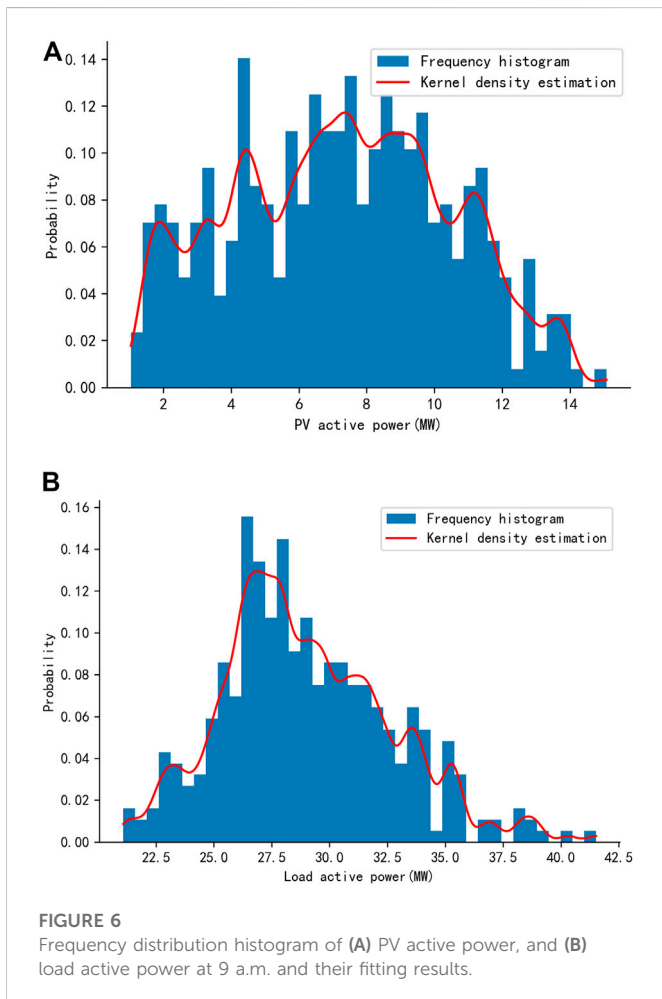 A
0.14
0.12
0.10
0.08
0.06
0.04
0.02
0.00
Probability
Frequency histogram
Kernel density estimation
2 4 6 8 10 12 14
PV active power(MW)
B
0.16
0.14
0.12
0.10
0.08
0.06
0.04
0.02
0.00
Probability
Frequency histogram
Kernel density estimation
22.5 25.0 27.5 30.0 32.5 35.0 37.5 40.0 42.5
Load active power(MW)
FIGURE 6
Frequency distribution histogram of (A) PV active power, and (B)
load active power at 9 a.m. and their fitting results.